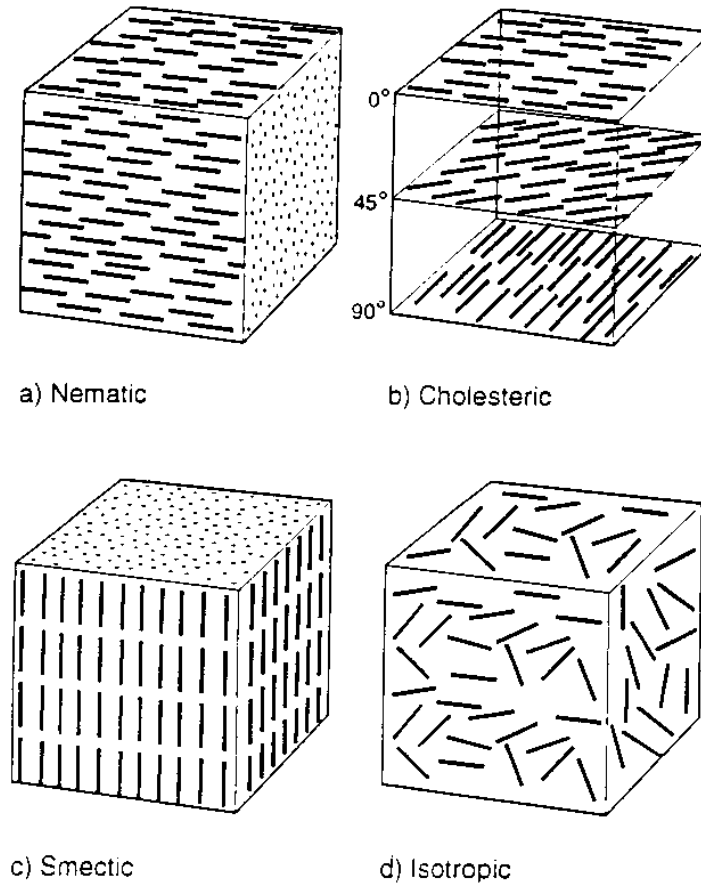 0°
45°
90°
a) Nematic
b) Cholesteric
c) Smectic
d) Isotropic